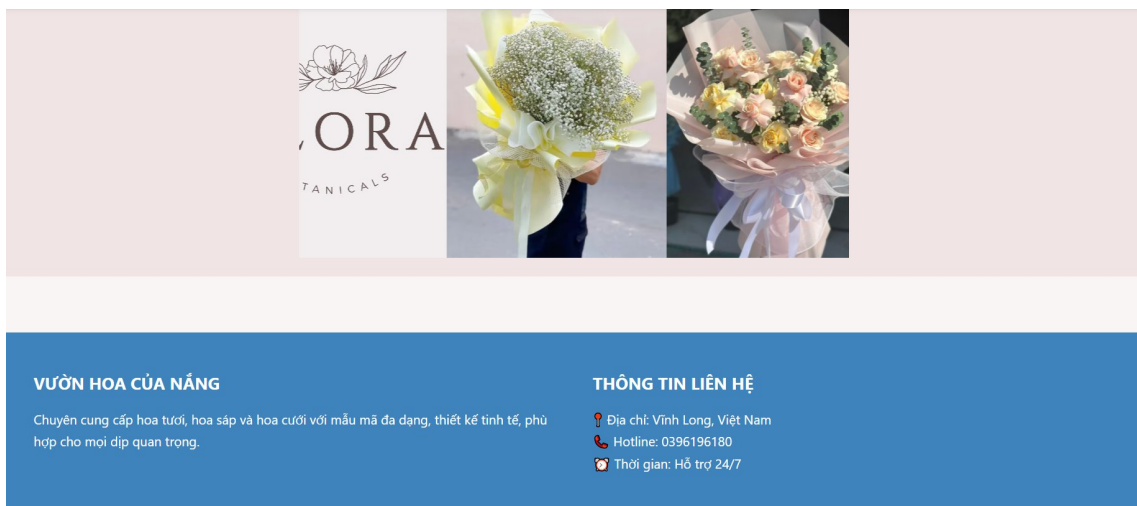 LORA
TANICALS
VƯỜN HOA CỦA NẮNG
Chuyên cung cấp hoa tươi, hoa sáp và hoa cưới với mẫu mã đa dạng, thiết kế tinh tế, phù
hợp cho mọi dịp quan trọng.
THÔNG TIN LIÊN HỆ
Địa chỉ: Vĩnh Long, Việt Nam
Hotline: 0396196180
Thời gian: Hỗ trợ 24/7